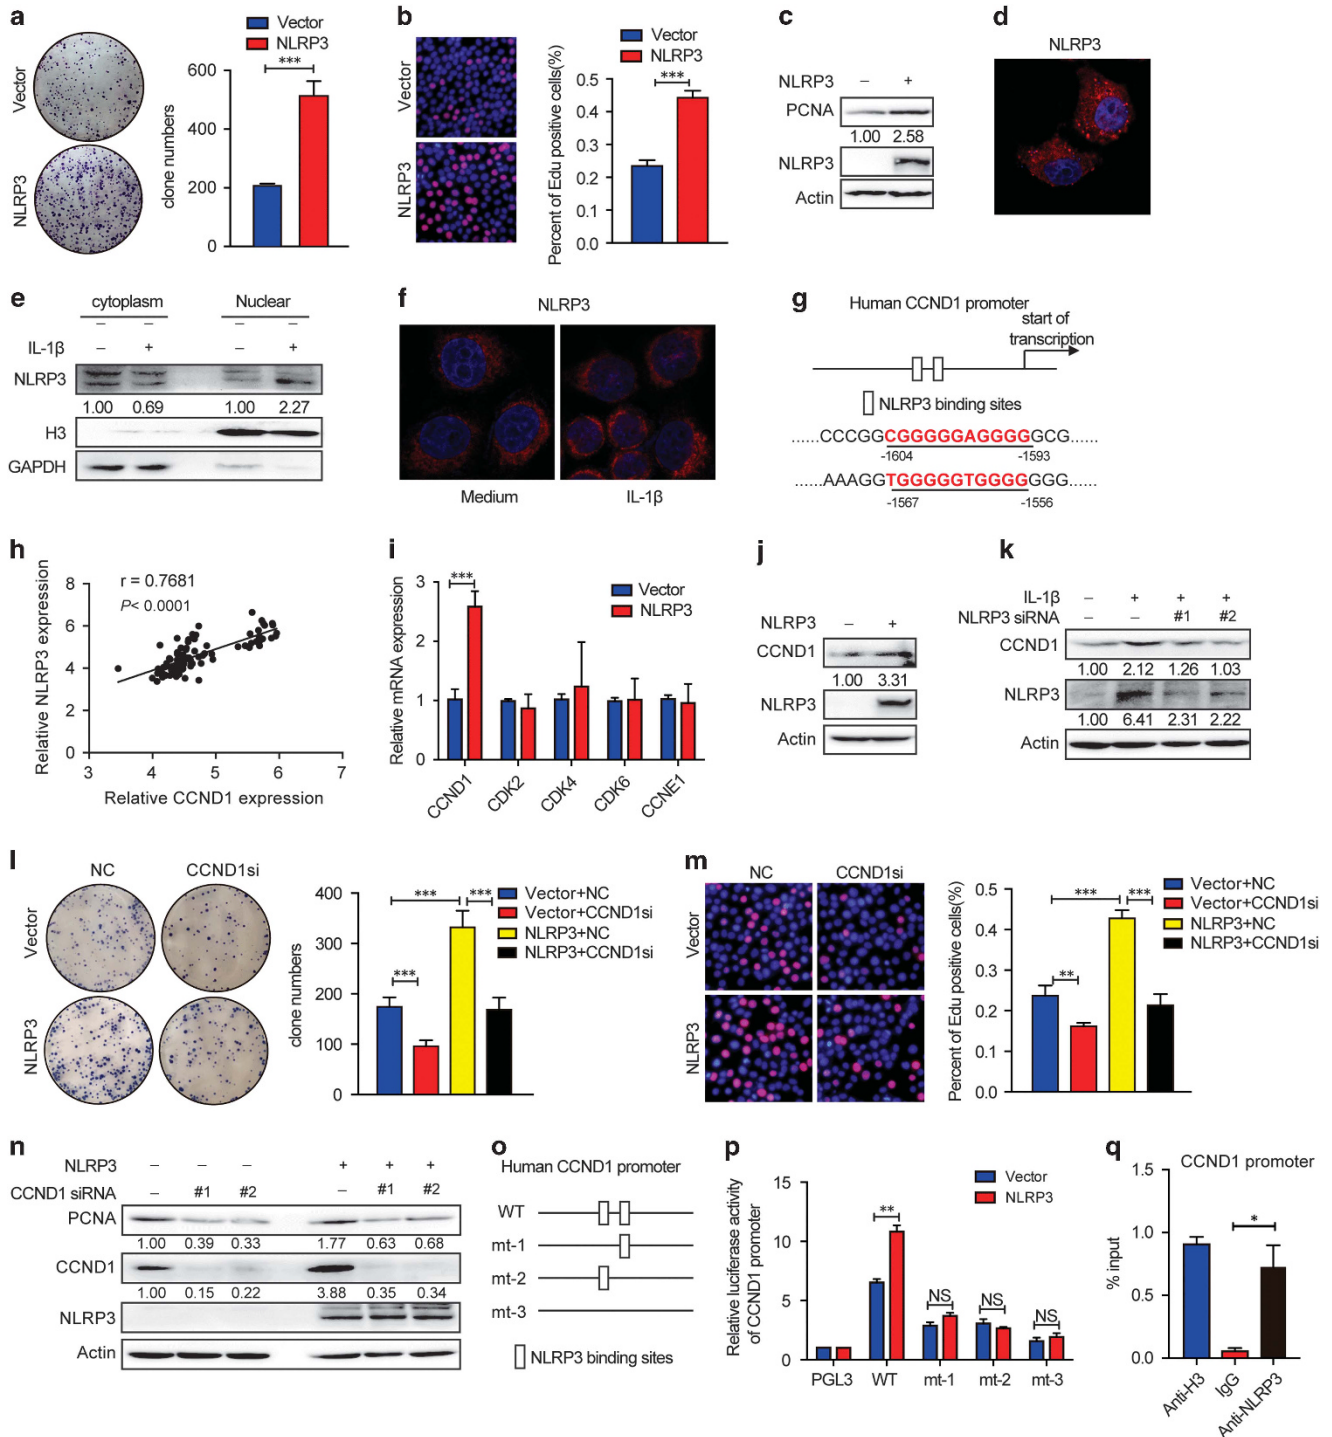 a
Vector
NLRP3
Vector
NLRP3
clone numbers
600
400
200
0
***
b
Vector
NLRP3
Vector
NLRP3
Percent of Edu positive cells(%)
0.5
0.4
0.3
0.2
0.1
0.0
***
c
NLRP3 – +
PCNA
1.00 2.58
NLRP3
Actin
d
NLRP3
e
cytoplasm Nuclear
– – – –
IL-1β – + – +
NLRP3
1.00 0.69 1.00 2.27
H3
GAPDH
f
NLRP3
Medium IL-1β
g
Human CCND1 promoter
start of
transcription
NLRP3 binding sites
......CCCGGCGGGGGAGGGGGCG......
-1604 -1593
......AAAGGTGGGGGTGGGGGGG......
-1567 -1556
h
r = 0.7681
P< 0.0001
Relative NLRP3 expression
8
6
4
2
0
3 4 5 6 7
Relative CCND1 expression
i
Vector
NLRP3
Relative mRNA expression
3
2
1
0
***
CCND1 CDK2 CDK4 CDK6 CCNE1
j
NLRP3 – +
CCND1
1.00 3.31
NLRP3
Actin
k
IL-1β – + + +
NLRP3 siRNA – – #1 #2
CCND1
1.00 2.12 1.26 1.03
NLRP3
1.00 6.41 2.31 2.22
Actin
l
NC CCND1si
Vector
NLRP3
Vector+NC
Vector+CCND1si
NLRP3+NC
NLRP3+CCND1si
clone numbers
400
300
200
100
0
*** *** ***
m
NC CCND1si
Vector
NLRP3
Vector+NC
Vector+CCND1si
NLRP3+NC
NLRP3+CCND1si
Percent of Edu positive cells(%)
0.5
0.4
0.3
0.2
0.1
0.0
*** *** **
n
NLRP3 – – – + + +
CCND1 siRNA – #1 #2 – #1 #2
PCNA
1.00 0.39 0.33 1.77 0.63 0.68
CCND1
1.00 0.15 0.22 3.88 0.35 0.34
NLRP3
Actin
o
Human CCND1 promoter
WT
mt-1
mt-2
mt-3
NLRP3 binding sites
p
Vector
NLRP3
Relative luciferase activity
of CCND1 promoter
15
10
5
0
** NS NS NS
PGL3 WT mt-1 mt-2 mt-3
q
CCND1 promoter
% input
1.5
1.0
0.5
0.0
*
Anti-H3 IgG Anti-NLRP3